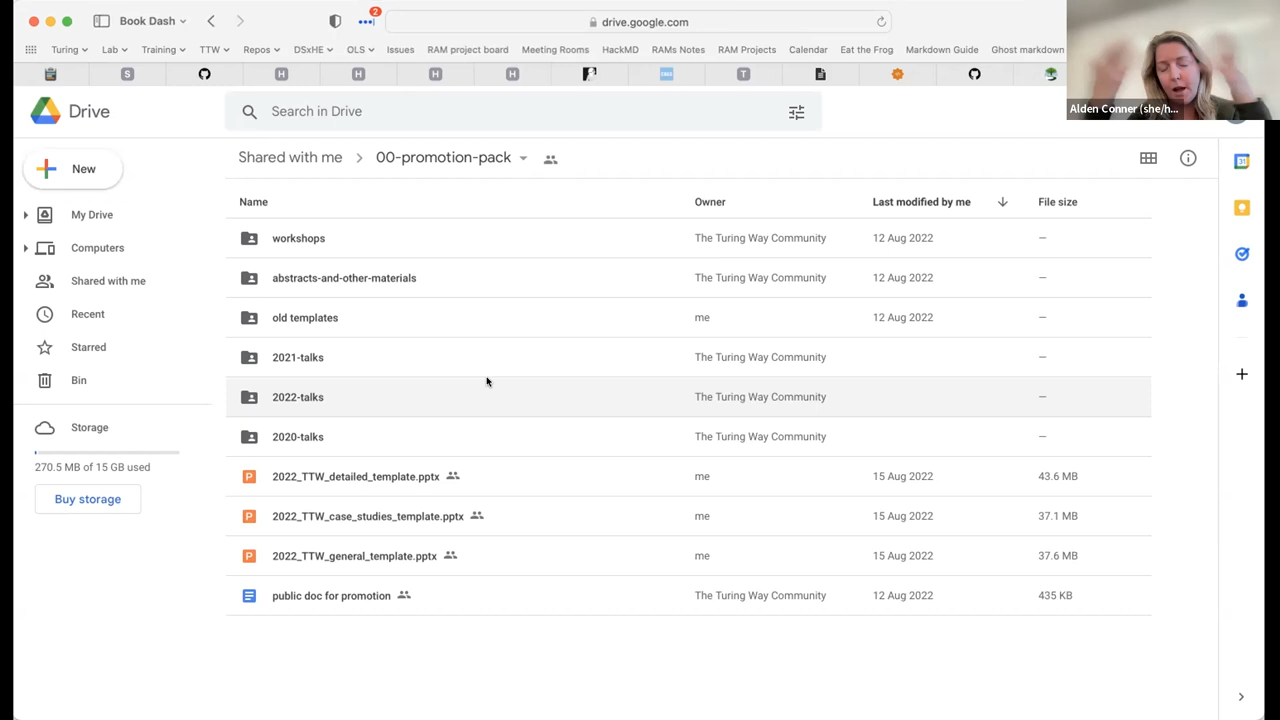 Book Dash
2
drive.google.com
Turing Lab Training TTW Repos DSxHE OLS Issues RAM project board Meeting Rooms HackMD RAMs Notes RAM Projects Calendar Eat the Frog Markdown Guide Ghost markdown
S H H H H T
Alden Conner (she/h...
Drive
Search in Drive
New
Shared with me > 00-promotion-pack
31
Name Owner Last modified by me File size
My Drive
Computers
Shared with me
Recent
Starred
Bin
Storage
270.5 MB of 15 GB used
Buy storage
workshops The Turing Way Community 12 Aug 2022 —
abstracts-and-other-materials The Turing Way Community 12 Aug 2022 —
old templates me 12 Aug 2022 —
2021-talks The Turing Way Community —
2022-talks The Turing Way Community —
2020-talks The Turing Way Community —
P 2022_TTW_detailed_template.pptx me 15 Aug 2022 43.6 MB
P 2022_TTW_case_studies_template.pptx me 15 Aug 2022 37.1 MB
P 2022_TTW_general_template.pptx me 15 Aug 2022 37.6 MB
public doc for promotion The Turing Way Community 12 Aug 2022 435 KB